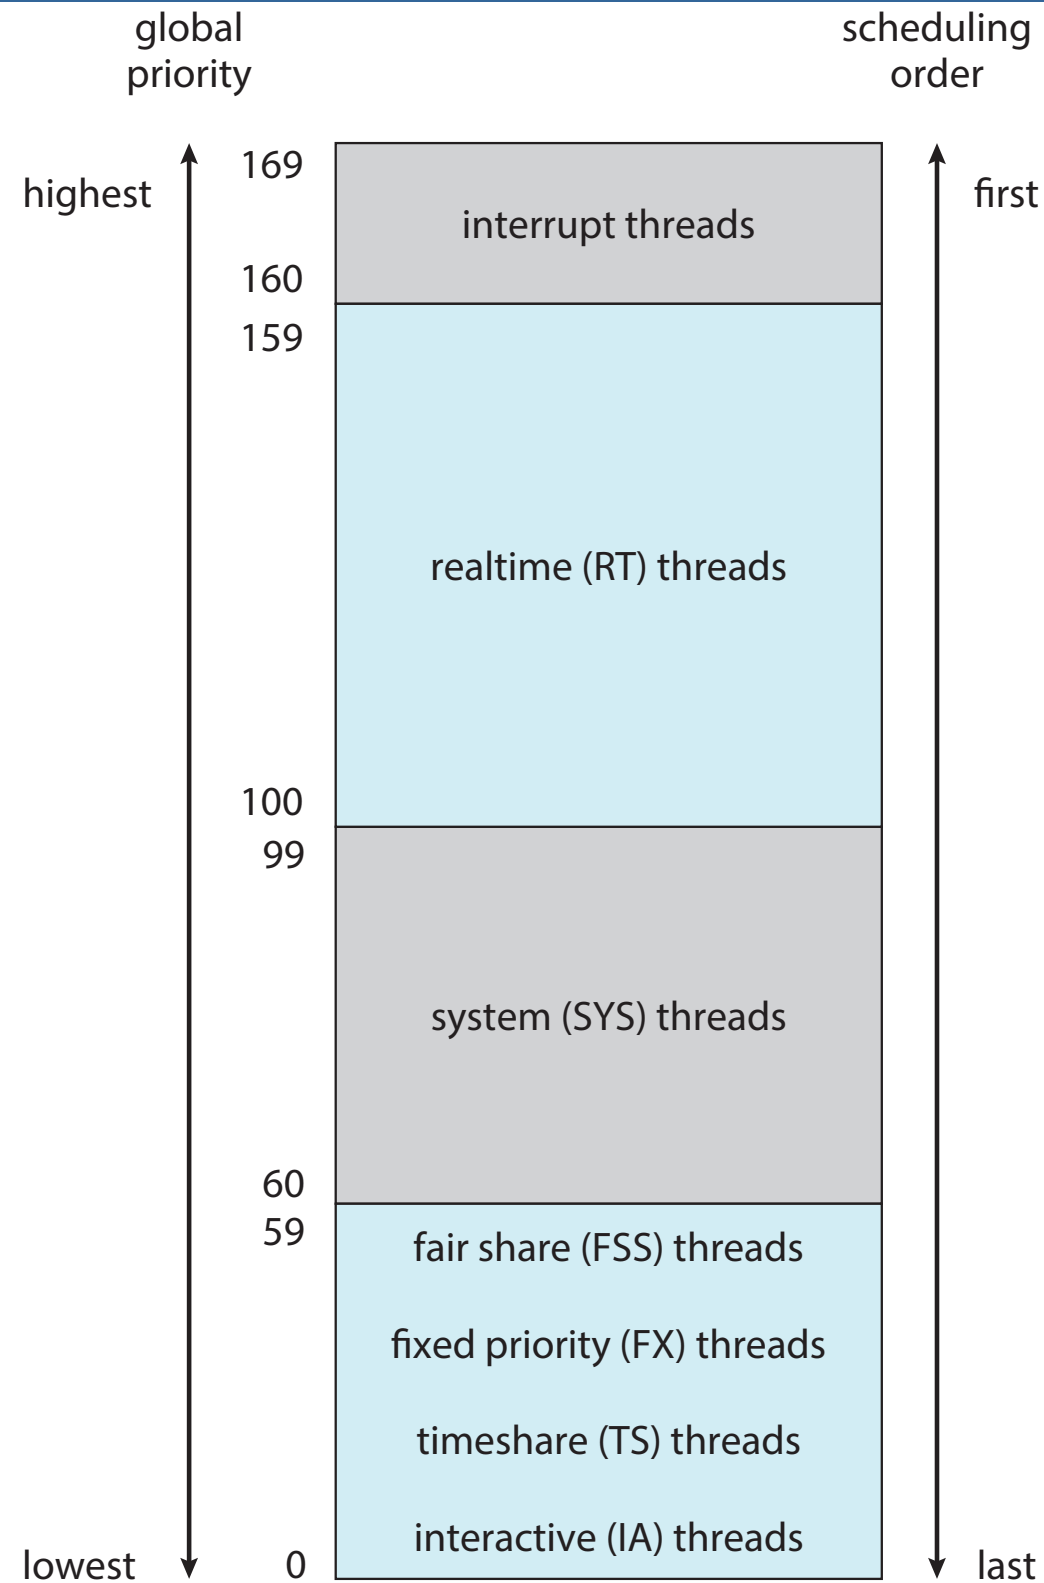 global
priority
scheduling
order
highest
169
interrupt threads
first
160
159
realtime (RT) threads
100
99
system (SYS) threads
60
59
fair share (FSS) threads
fixed priority (FX) threads
timeshare (TS) threads
interactive (IA) threads
lowest
0
last